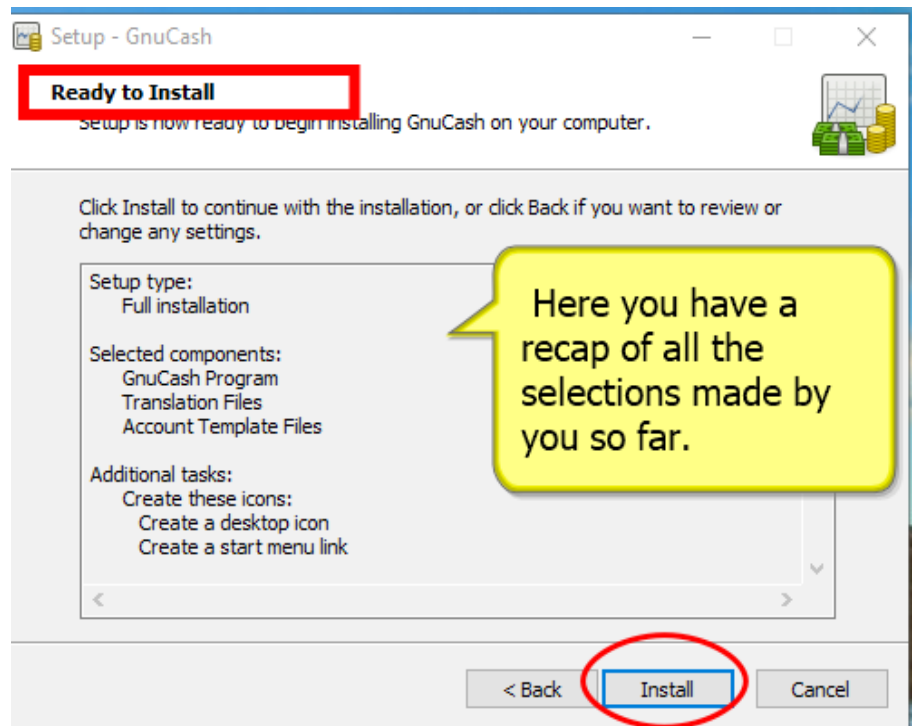 Setup - GnuCash
Ready to Install
Setup is now ready to begin installing GnuCash on your computer.
Click Install to continue with the installation, or click Back if you want to review or
change any settings.
Setup type:
Full installation
Selected components:
GnuCash Program
Translation Files
Account Template Files
Additional tasks:
Create these icons:
Create a desktop icon
Create a start menu link
Here you have a
recap of all the
selections made by
you so far.
< Back
Install
Cancel